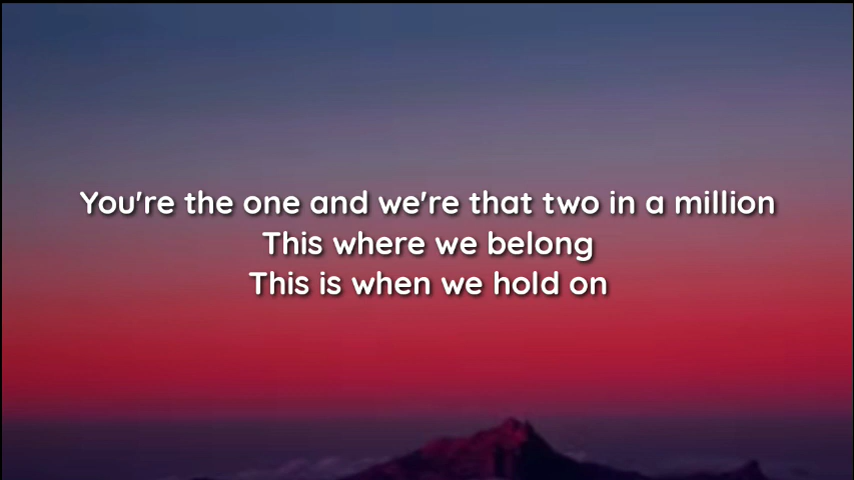 You're the one and we're that two in a million
This where we belong
This is when we hold on